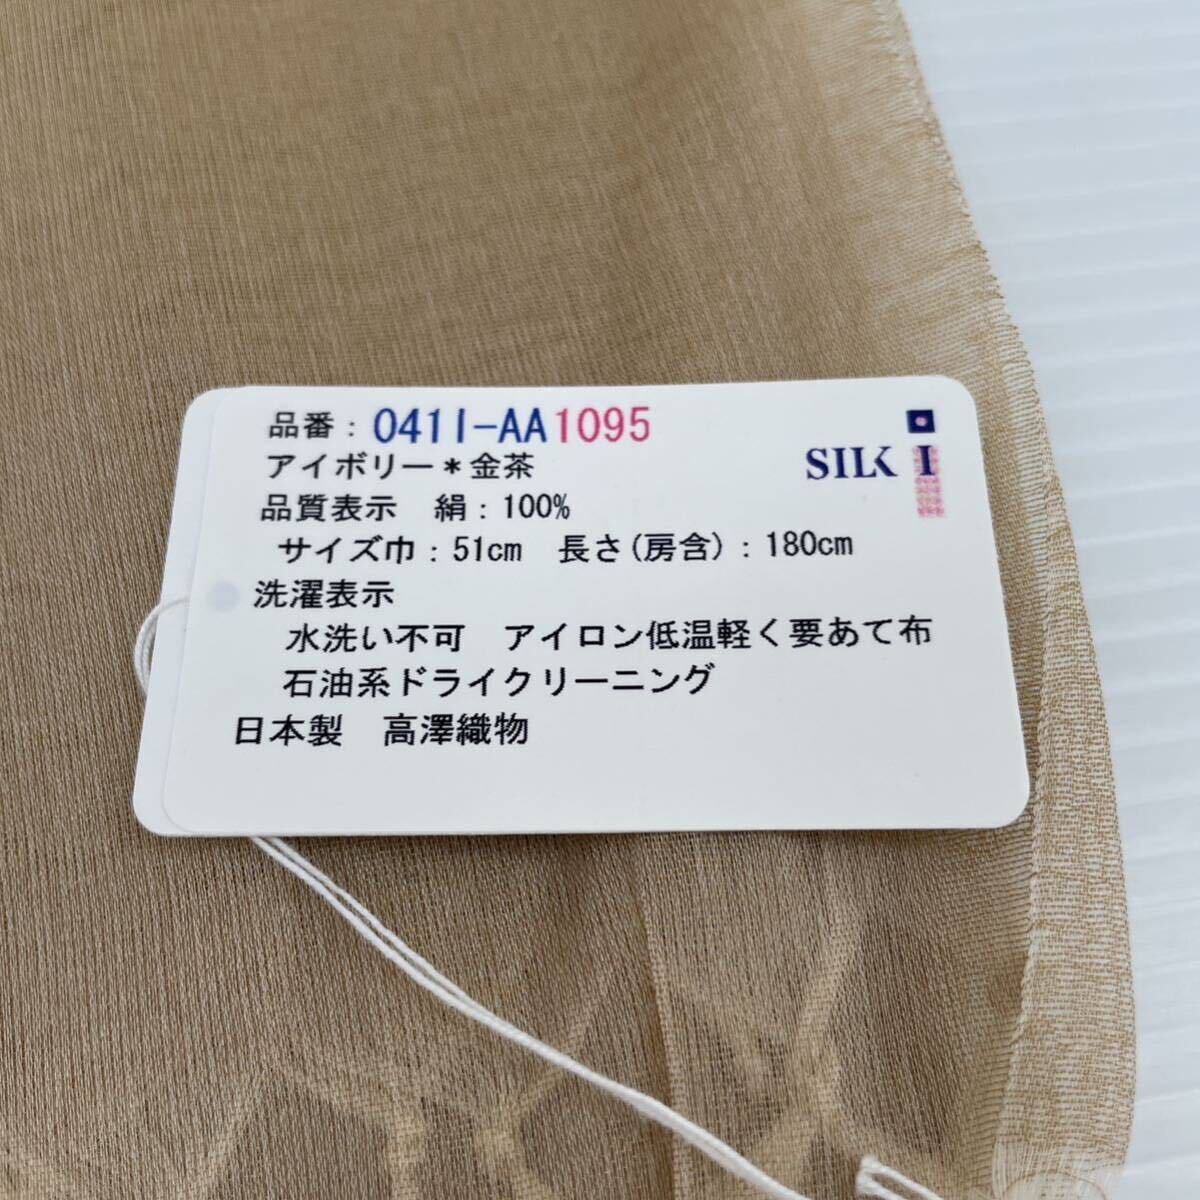 品番：041I-AA1095
アイボリー＊金茶
SILK I
品質表示　絹：100%
サイズ巾：51cm　長さ(房含)：180cm
洗濯表示
水洗い不可　アイロン低温軽く要あて布
石油系ドライクリーニング
日本製　高澤織物